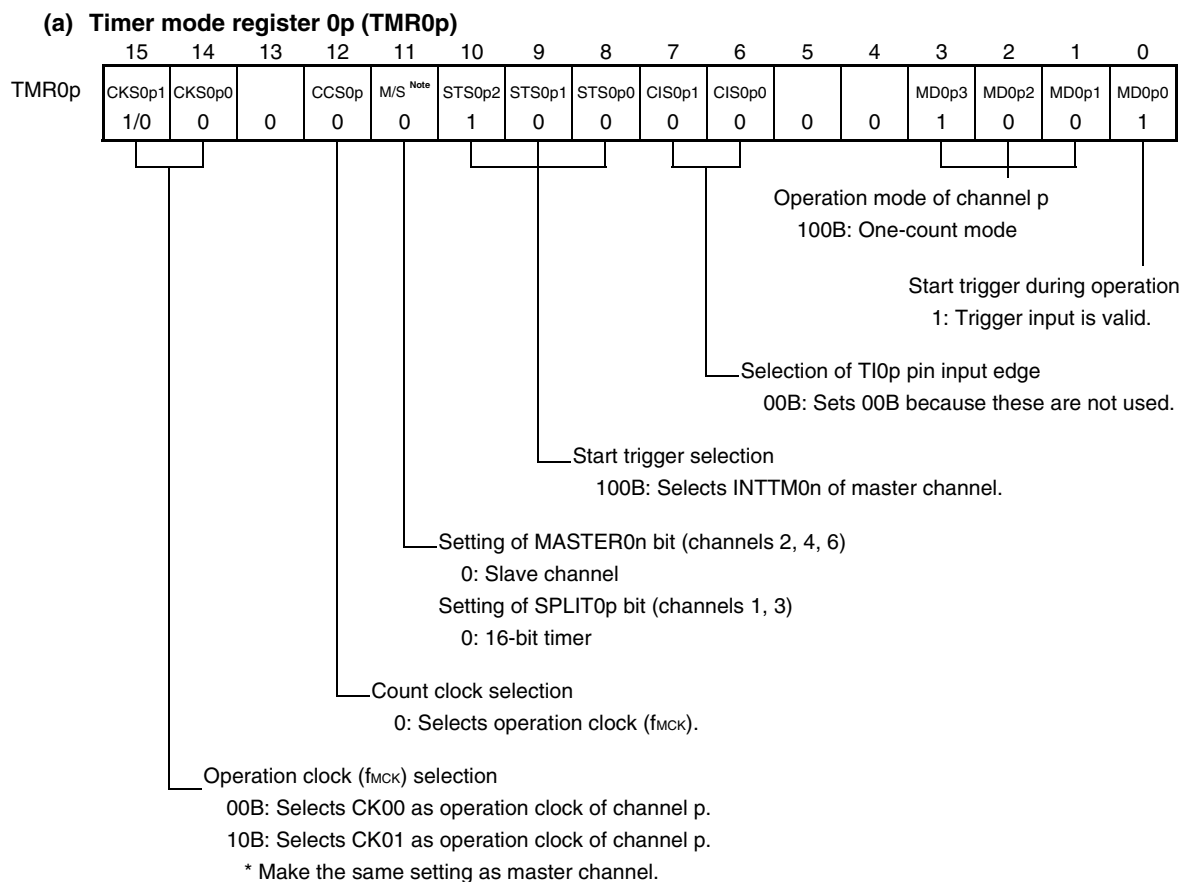 (a) Timer mode register 0p (TMR0p)
15 14 13 12 11 10 9 8 7 6 5 4 3 2 1 0
TMR0p CKS0p1 CKS0p0 CCS0p M/S Note STS0p2 STS0p1 STS0p0 CIS0p1 CIS0p0 MD0p3 MD0p2 MD0p1 MD0p0
1/0 0 0 0 0 1 0 0 0 0 0 0 1 0 0 1
Operation mode of channel p
100B: One-count mode
Start trigger during operation
1: Trigger input is valid.
Selection of TI0p pin input edge
00B: Sets 00B because these are not used.
Start trigger selection
100B: Selects INTTM0n of master channel.
Setting of MASTER0n bit (channels 2, 4, 6)
0: Slave channel
Setting of SPLIT0p bit (channels 1, 3)
0: 16-bit timer
Count clock selection
0: Selects operation clock (fMCK).
Operation clock (fMCK) selection
00B: Selects CK00 as operation clock of channel p.
10B: Selects CK01 as operation clock of channel p.
* Make the same setting as master channel.